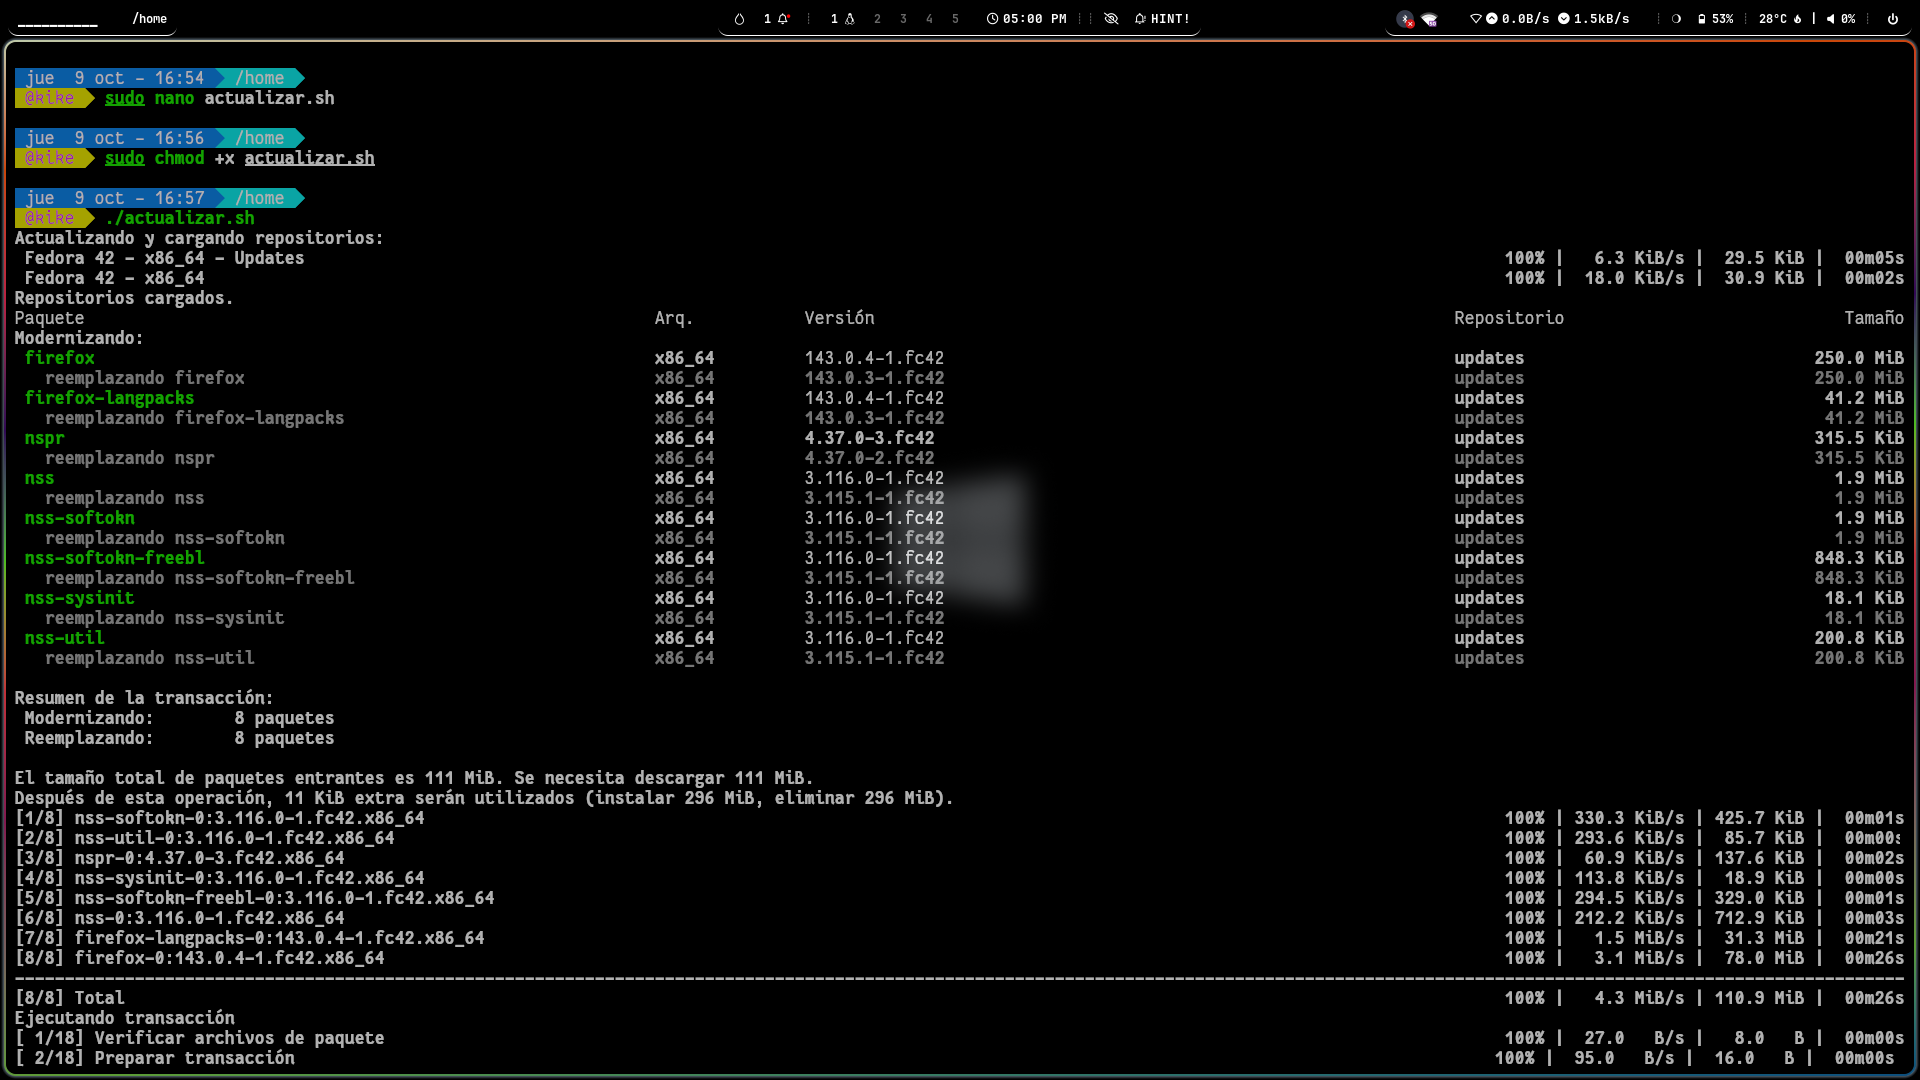 __________ /home
1 1 2 3 4 5 05:00 PM HINT! 0.0B/s 1.5kB/s 53% 28°C 0%
jue 9 oct - 16:54 /home
@kike sudo nano actualizar.sh
jue 9 oct - 16:56 /home
@kike sudo chmod +x actualizar.sh
jue 9 oct - 16:57 /home
@kike ./actualizar.sh
Actualizando y cargando repositorios:
Fedora 42 - x86_64 - Updates 100% | 6.3 KiB/s | 29.5 KiB | 00m05s
Fedora 42 - x86_64 100% | 18.0 KiB/s | 30.9 KiB | 00m02s
Repositorios cargados.
Paquete Arq. Versión Repositorio Tamaño
Modernizando:
firefox x86_64 143.0.4-1.fc42 updates 250.0 MiB
reemplazando firefox x86_64 143.0.3-1.fc42 updates 250.0 MiB
firefox-langpacks x86_64 143.0.4-1.fc42 updates 41.2 MiB
reemplazando firefox-langpacks x86_64 143.0.3-1.fc42 updates 41.2 MiB
nspr x86_64 4.37.0-3.fc42 updates 315.5 KiB
reemplazando nspr x86_64 4.37.0-2.fc42 updates 315.5 KiB
nss x86_64 3.116.0-1.fc42 updates 1.9 MiB
reemplazando nss x86_64 3.115.1-1.fc42 updates 1.9 MiB
nss-softokn x86_64 3.116.0-1.fc42 updates 1.9 MiB
reemplazando nss-softokn x86_64 3.115.1-1.fc42 updates 1.9 MiB
nss-softokn-freebl x86_64 3.116.0-1.fc42 updates 848.3 KiB
reemplazando nss-softokn-freebl x86_64 3.115.1-1.fc42 updates 848.3 KiB
nss-sysinit x86_64 3.116.0-1.fc42 updates 18.1 KiB
reemplazando nss-sysinit x86_64 3.115.1-1.fc42 updates 18.1 KiB
nss-util x86_64 3.116.0-1.fc42 updates 200.8 KiB
reemplazando nss-util x86_64 3.115.1-1.fc42 updates 200.8 KiB
Resumen de la transacción:
Modernizando: 8 paquetes
Reemplazando: 8 paquetes
El tamaño total de paquetes entrantes es 111 MiB. Se necesita descargar 111 MiB.
Después de esta operación, 11 KiB extra serán utilizados (instalar 296 MiB, eliminar 296 MiB).
[1/8] nss-softokn-0:3.116.0-1.fc42.x86_64 100% | 330.3 KiB/s | 425.7 KiB | 00m01s
[2/8] nss-util-0:3.116.0-1.fc42.x86_64 100% | 293.6 KiB/s | 85.7 KiB | 00m00s
[3/8] nspr-0:4.37.0-3.fc42.x86_64 100% | 60.9 KiB/s | 137.6 KiB | 00m02s
[4/8] nss-sysinit-0:3.116.0-1.fc42.x86_64 100% | 113.8 KiB/s | 18.9 KiB | 00m00s
[5/8] nss-softokn-freebl-0:3.116.0-1.fc42.x86_64 100% | 294.5 KiB/s | 329.0 KiB | 00m01s
[6/8] nss-0:3.116.0-1.fc42.x86_64 100% | 212.2 KiB/s | 712.9 KiB | 00m03s
[7/8] firefox-langpacks-0:143.0.4-1.fc42.x86_64 100% | 1.5 MiB/s | 31.3 MiB | 00m21s
[8/8] firefox-0:143.0.4-1.fc42.x86_64 100% | 3.1 MiB/s | 78.0 MiB | 00m26s
[8/8] Total 100% | 4.3 MiB/s | 110.9 MiB | 00m26s
Ejecutando transacción
[ 1/18] Verificar archivos de paquete 100% | 27.0 B/s | 8.0 B | 00m00s
[ 2/18] Preparar transacción 100% | 95.0 B/s | 16.0 B | 00m00s